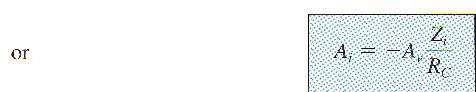 or
A_i = -A_v Z_i / R_C